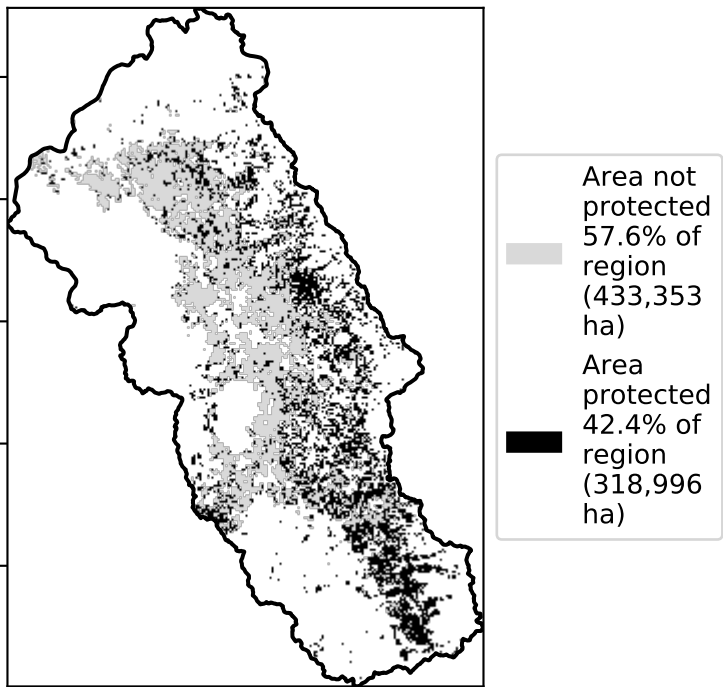 Area not
protected
57.6% of
region
(433,353
ha)
Area
protected
42.4% of
region
(318,996
ha)